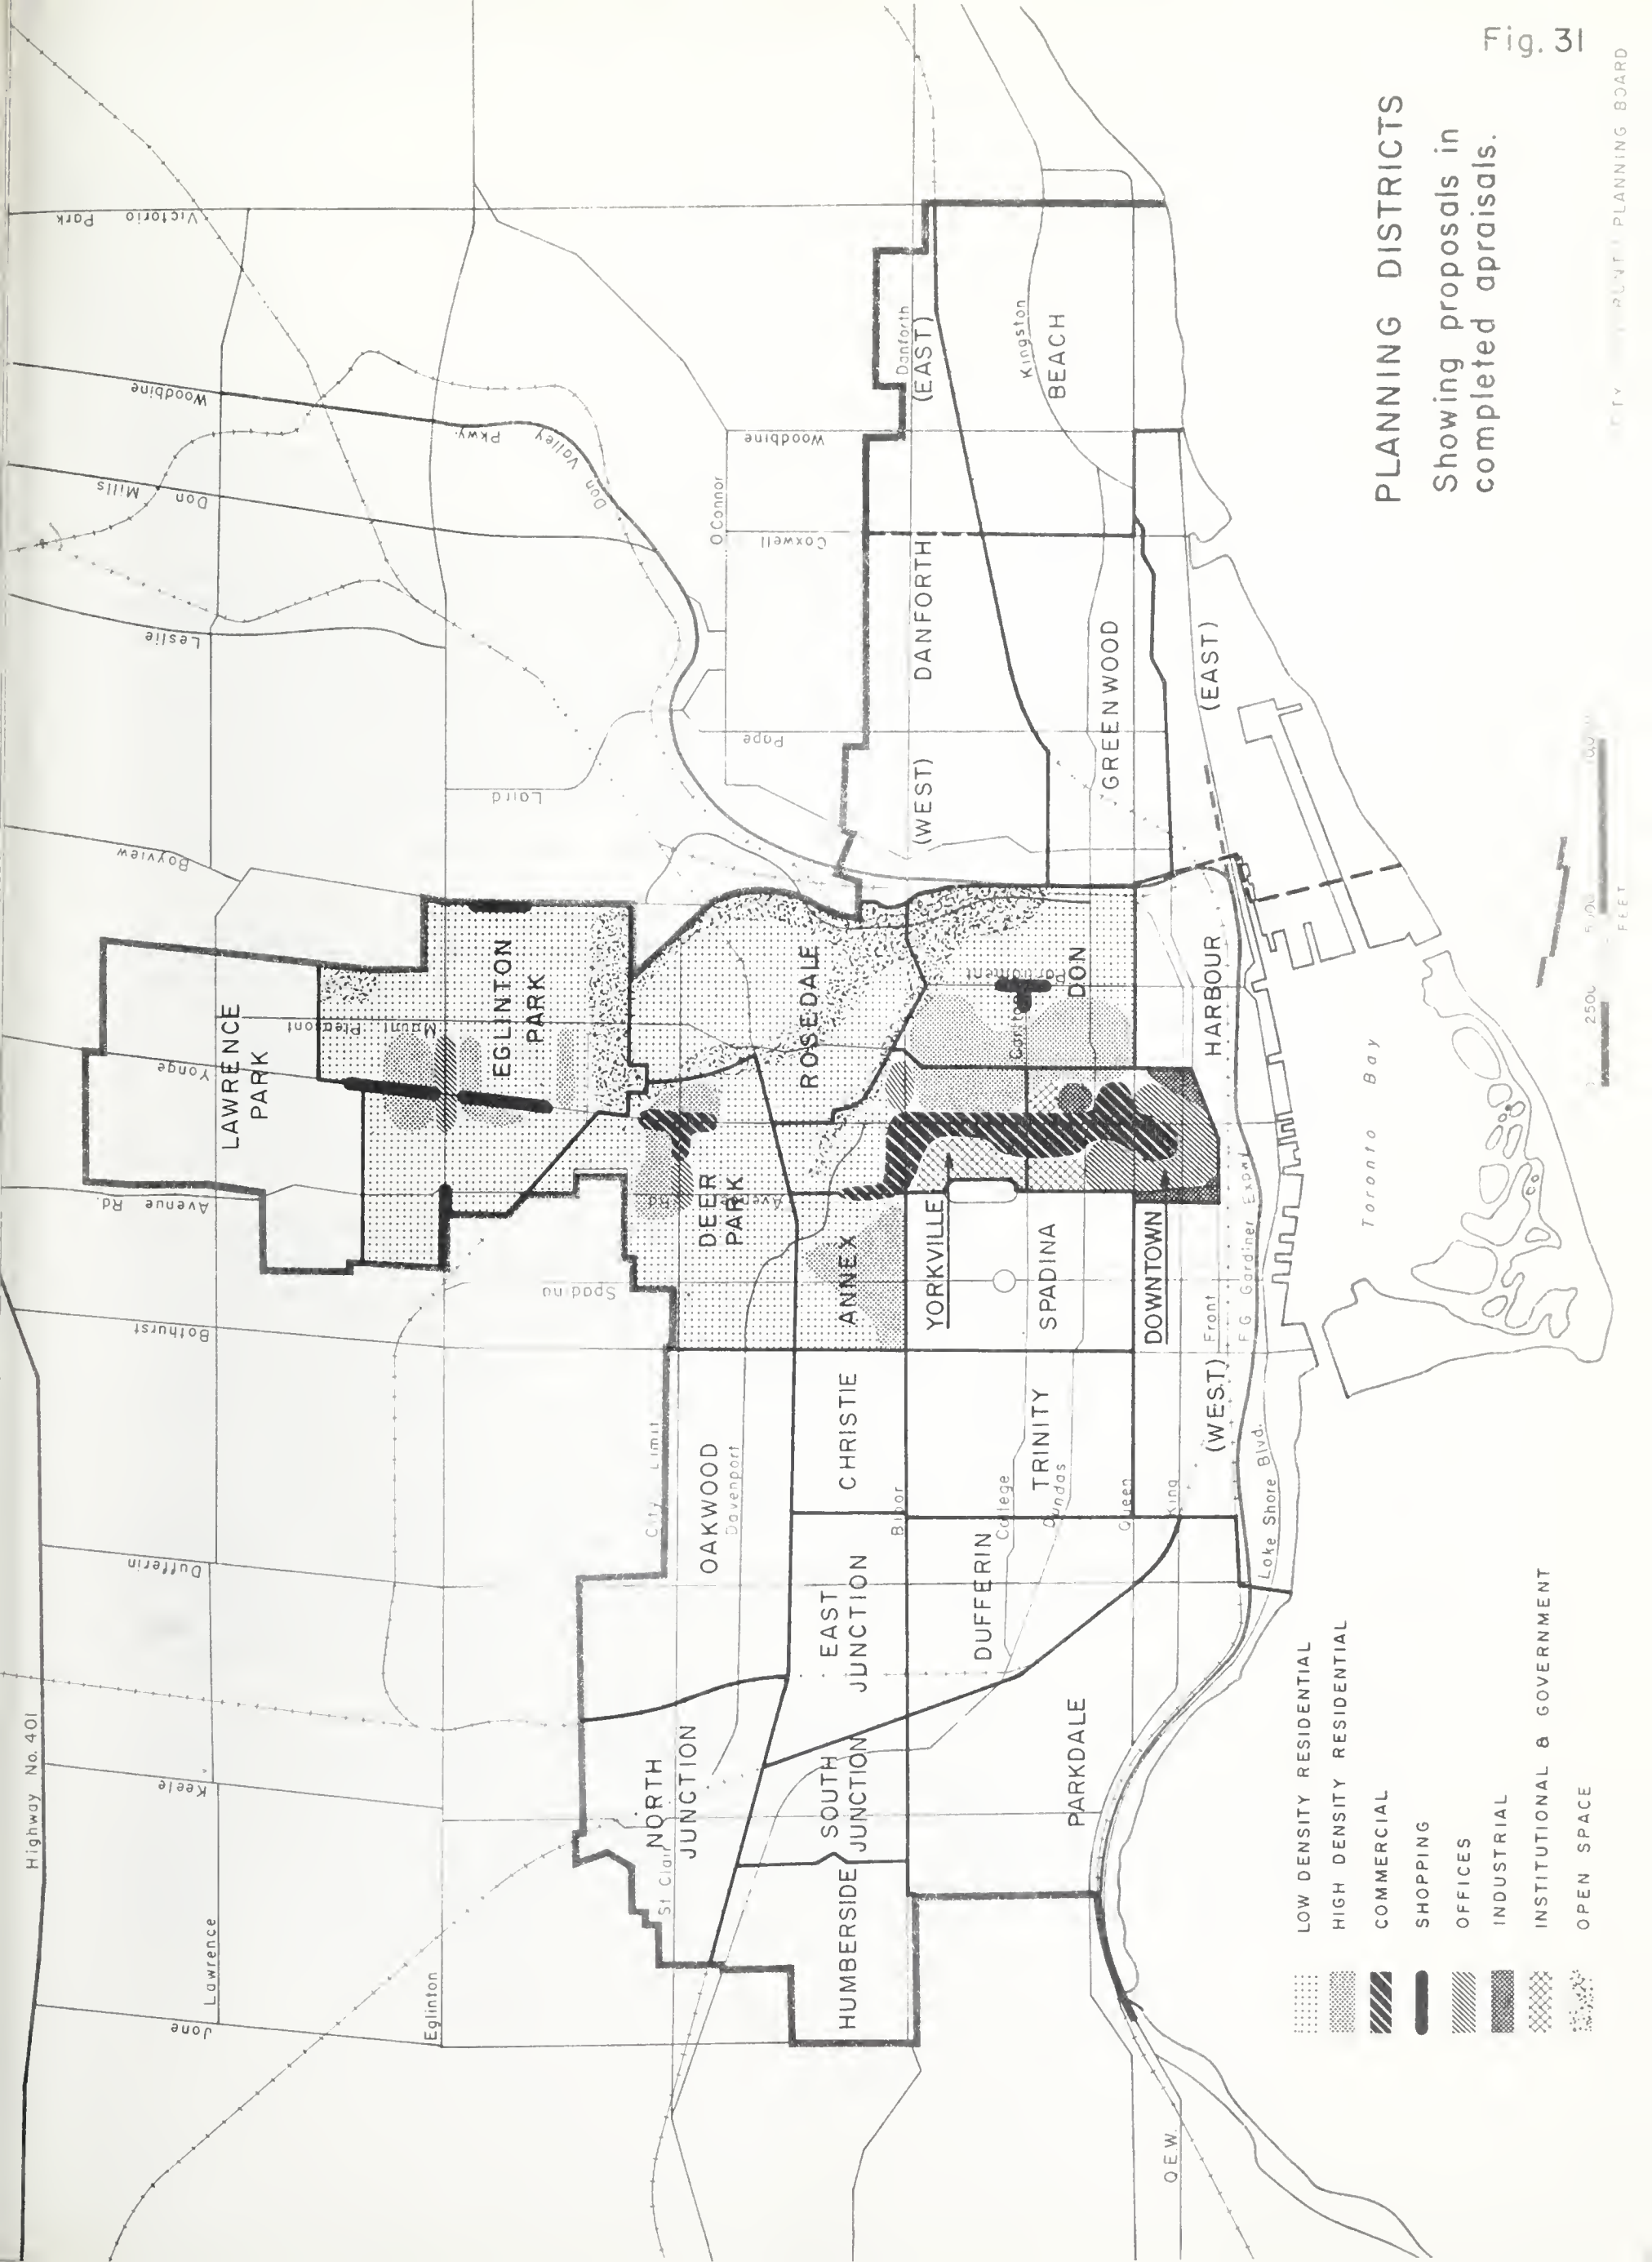 Fig. 31
PLANNING DISTRICTS
Showing proposals in
completed apraisals.
PLANNING BOARD
Highway No. 401
Lawrence
Eglinton
Jane
Keele
Dufferin
Bathurst
Avenue Rd.
Yonge
Bayview
Leslie
Don Mills
Woodbine
Victoria Park
Don Valley Pkwy.
Mount Pleasant
Laird
Spadina
O'Connor
Coxwell
Woodbine
Pape
Danforth
Kingston
St Clair
City Limit
Davenport
Avenue Rd
Parliament
Carlton
Bloor
College
Dundas
Queen
King
Front
F G Gardiner Expwy
Lake Shore Blvd.
Q.E.W.
Toronto Bay
LAWRENCE
PARK
EGLINTON
PARK
DEER
PARK
ROSEDALE
DON
HARBOUR
(EAST)
(WEST)
DANFORTH
(EAST)
(WEST)
GREENWOOD
BEACH
ANNEX
YORKVILLE
SPADINA
DOWNTOWN
CHRISTIE
TRINITY
OAKWOOD
EAST
JUNCTION
DUFFERIN
NORTH
JUNCTION
SOUTH
JUNCTION
HUMBERSIDE
PARKDALE
LOW DENSITY RESIDENTIAL
HIGH DENSITY RESIDENTIAL
COMMERCIAL
SHOPPING
OFFICES
INDUSTRIAL
INSTITUTIONAL & GOVERNMENT
OPEN SPACE
2500
FEET